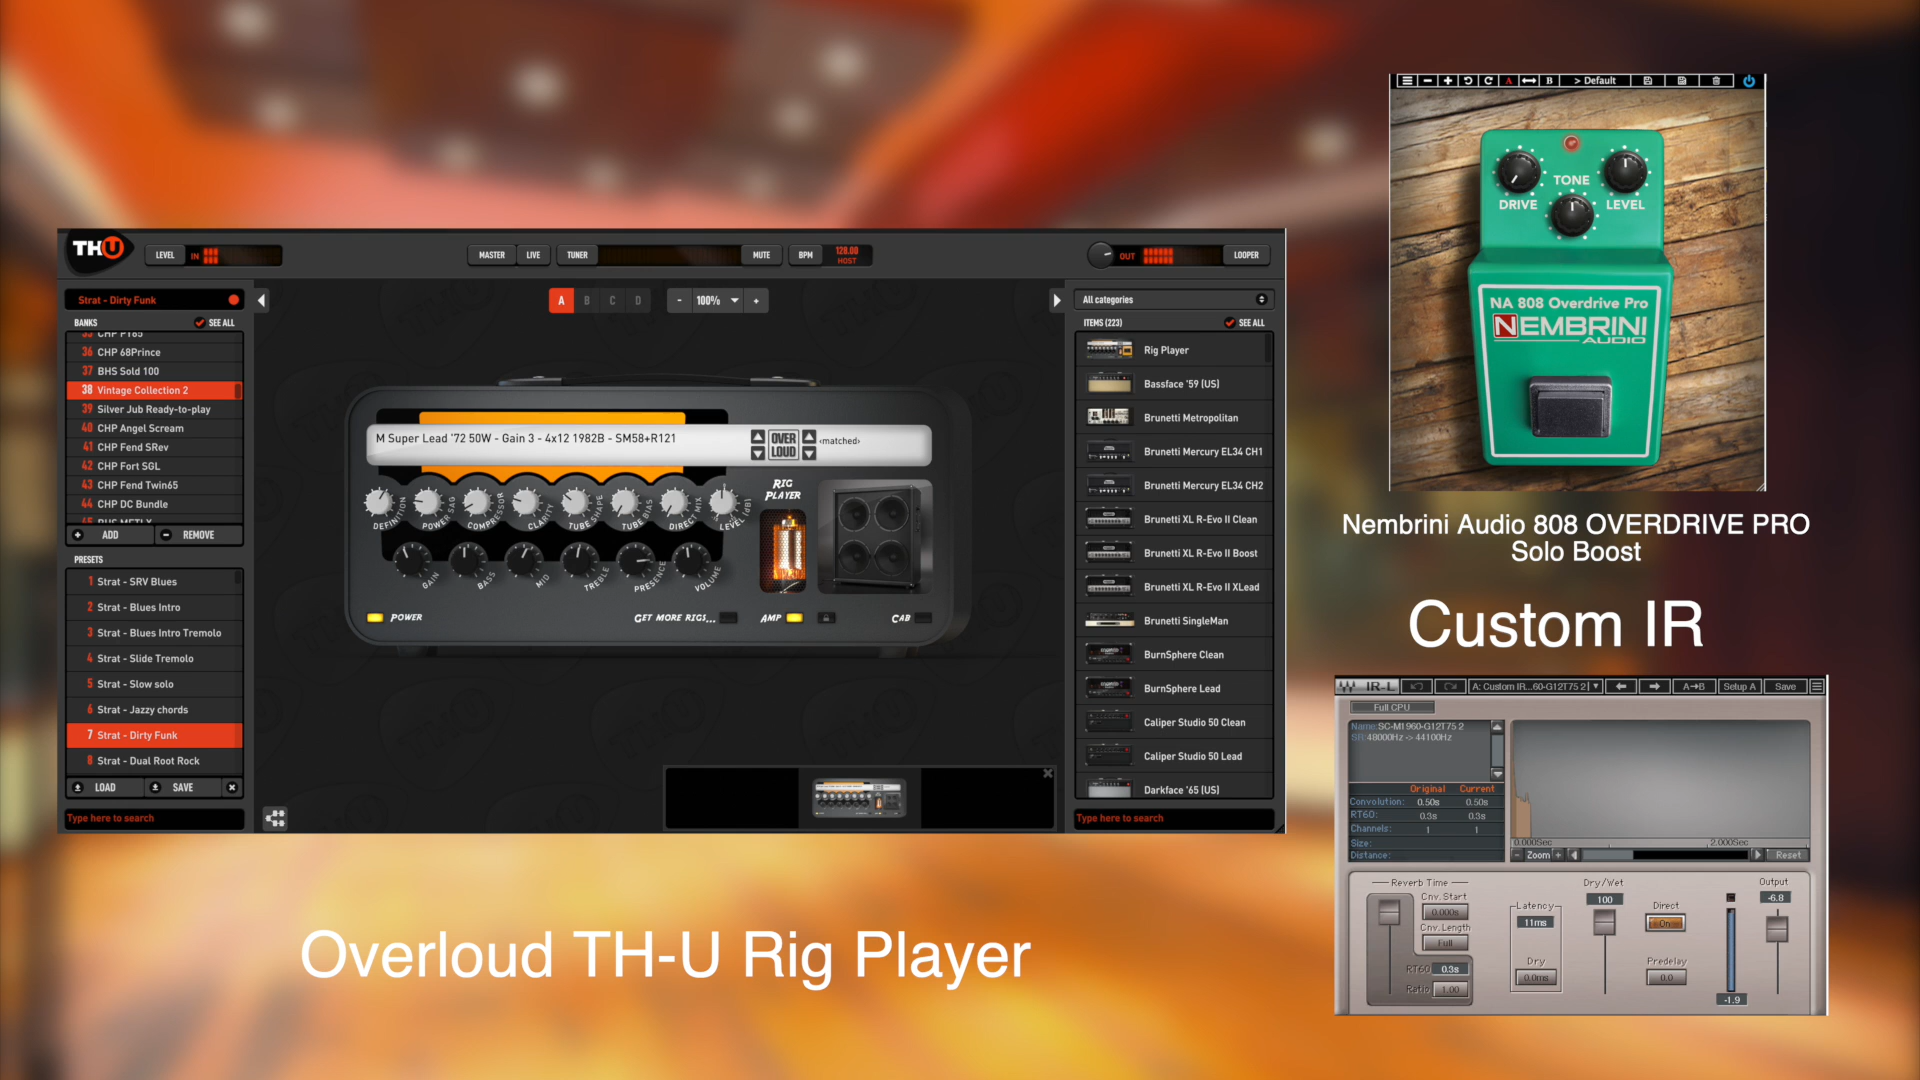 TH-U
LEVEL IN
MASTER LIVE TUNER MUTE BPM 128.00 HOST
OUT LOOPER
Strat - Dirty Funk
BANKS SEE ALL
36 CHP 68Prince
37 BHS Sold 100
38 Vintage Collection 2
39 Silver Jub Ready-to-play
40 CHP Angel Scream
41 CHP Fend SRev
42 CHP Fort SGL
43 CHP Fend Twin65
44 CHP DC Bundle
ADD REMOVE
PRESETS
1 Strat - SRV Blues
2 Strat - Blues Intro
3 Strat - Blues Intro Tremolo
4 Strat - Slide Tremolo
5 Strat - Slow solo
6 Strat - Jazzy chords
7 Strat - Dirty Funk
8 Strat - Dual Root Rock
LOAD SAVE
Type here to search
A B C D - 100% +
M Super Lead '72 50W - Gain 3 - 4x12 1982B - SM58+R121
OVER
LOUD
‹matched›
DEFINITION POWER SAG COMPRESSOR CLARITY TUBE SHAPE TUBE BIAS DIRECT MIX LEVEL (dB)
RIG
PLAYER
GAIN BASS MID TREBLE PRESENCE VOLUME
POWER GET MORE RIGS... AMP CAB
All categories
ITEMS (223) SEE ALL
Rig Player
Bassface '59 (US)
Brunetti Metropolitan
Brunetti Mercury EL34 CH1
Brunetti Mercury EL34 CH2
Brunetti XL R-Evo II Clean
Brunetti XL R-Evo II Boost
Brunetti XL R-Evo II XLead
Brunetti SingleMan
BurnSphere Clean
BurnSphere Lead
Caliper Studio 50 Clean
Caliper Studio 50 Lead
Darkface '65 (US)
Type here to search
Overloud TH-U Rig Player
A B > Default
TONE
DRIVE LEVEL
NA 808 Overdrive Pro
NEMBRINI
AUDIO
Nembrini Audio 808 OVERDRIVE PRO
Solo Boost
Custom IR
IR-L A: Custom IR...60-G12T75 2| A→B Setup A Save
Full CPU
Name:SC-M1 960-G12T75 2
SR:48000Hz -> 44100Hz
Original Current
Convolution: 0.50s 0.50s
RT60: 0.3s 0.3s
Channels: 1 1
Size:
Distance:
0.000Sec 2.000Sec
- Zoom + Reset
Reverb Time
Cnv. Start
0.000s
Cnv. Length
Full
RT60 0.3s
Ratio 1.00
Latency
11ms
Dry
0.0ms
Dry/Wet
100
Direct
On
Predelay
0.0
-1.9
Output
-6.8